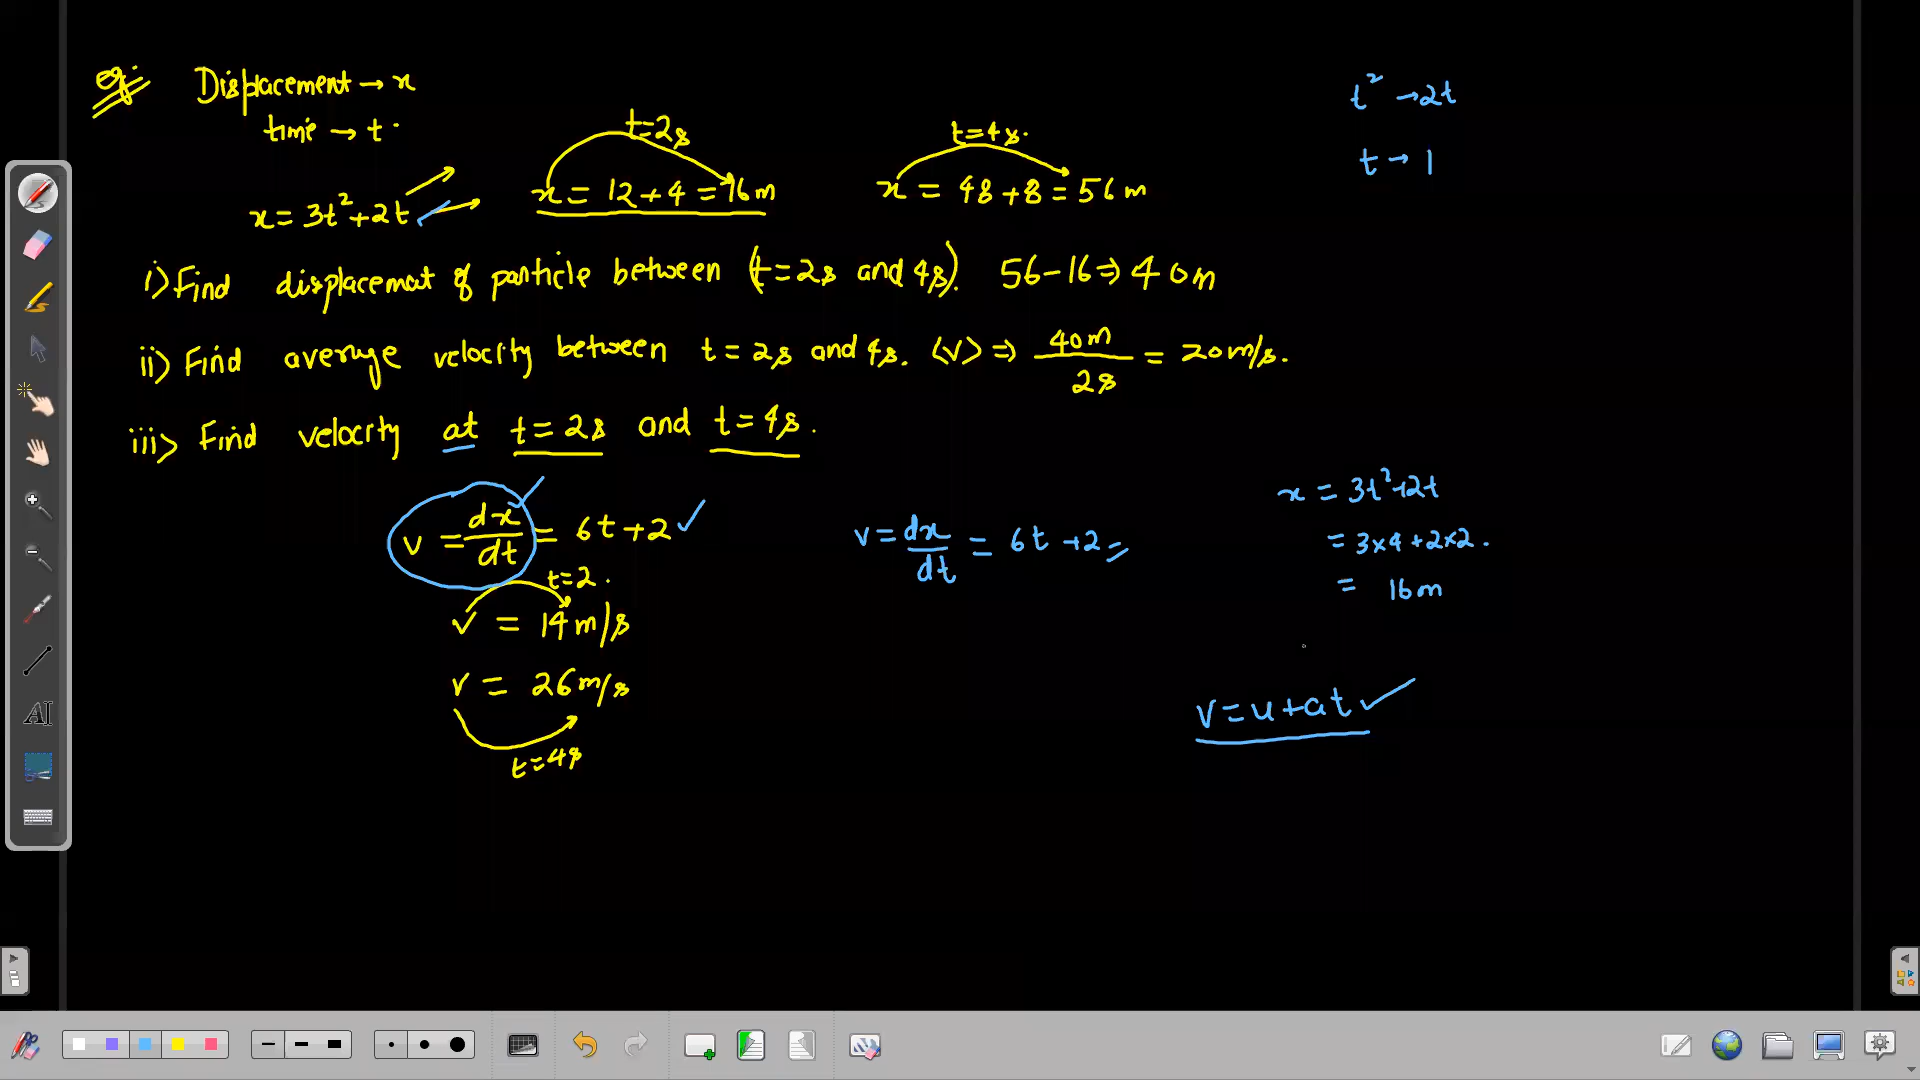 eg:
Displacement → x
time → t.
t=2s
t=4s.
x = 3t²+2t
x = 12+4 = 16m
x = 48+8 = 56m
t² → 2t
t → 1
i) Find displacement of particle between (t=2s and 4s). 56-16 ⇒ 40m
ii) Find average velocity between t=2s and 4s. <v> ⇒ 40m/2s = 20m/s.
iii) Find velocity at t=2s and t=4s.
v = dx/dt = 6t+2
t=2.
v = 14m/s
v = 26m/s
t=4s
v = dx/dt = 6t+2
x = 3t²+2t
= 3×4+2×2.
= 16m
v=u+at
AI